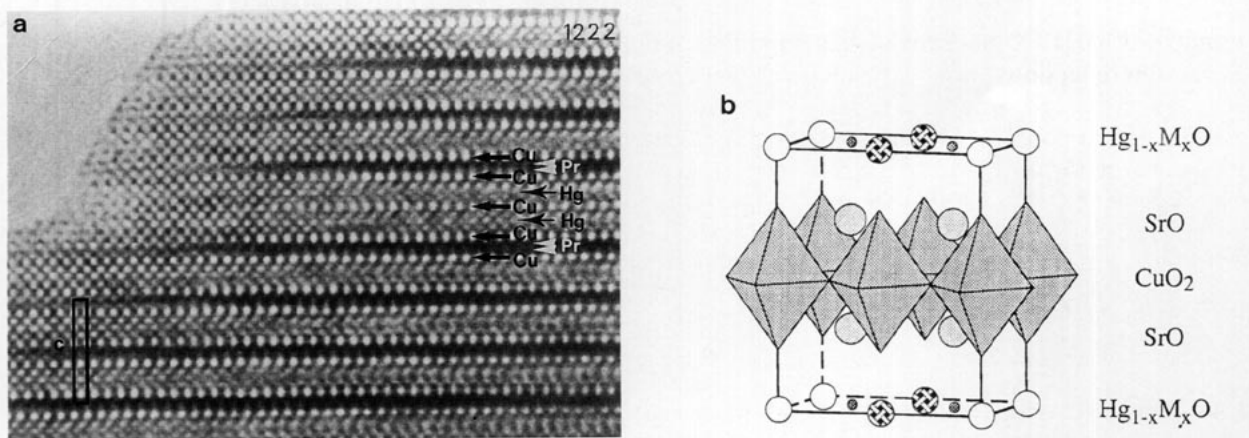 a
1222
Cu
Pr
Cu
Hg
Cu
Hg
Cu
Pr
Cu
c
b
Hg₁₋ₓMₓO
SrO
CuO₂
SrO
Hg₁₋ₓMₓO